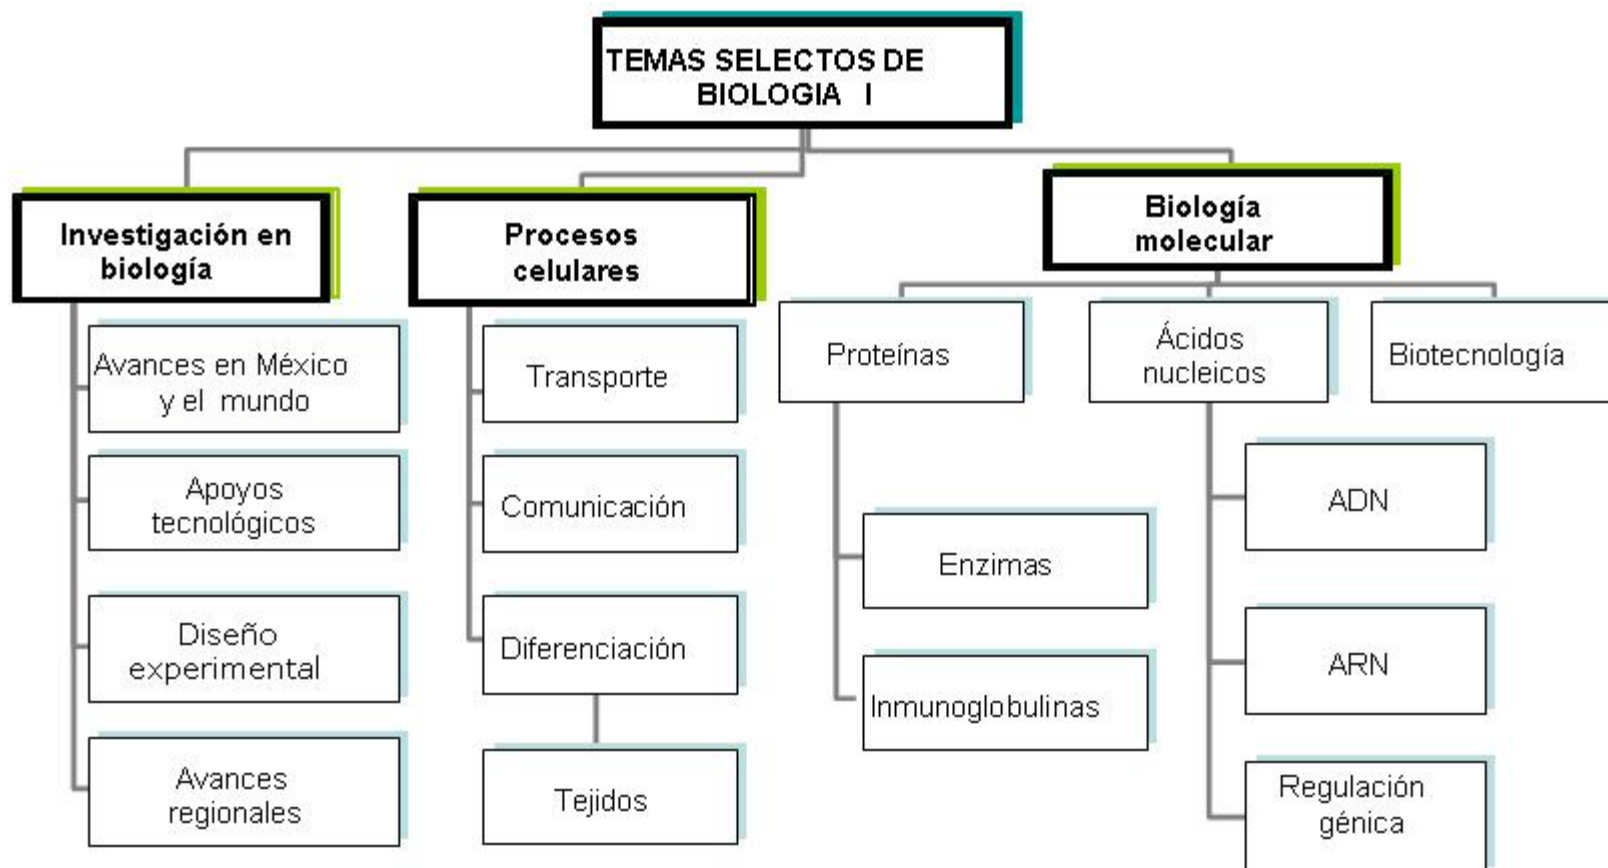 TEMAS SELECTOS DE
BIOLOGIA I
Investigación en
biología
Avances en México
y el mundo
Apoyos
tecnológicos
Diseño
experimental
Avances
regionales
Procesos
celulares
Transporte
Comunicación
Diferenciación
Tejidos
Biología
molecular
Proteínas
Enzimas
Inmunoglobulinas
Ácidos
nucleicos
ADN
ARN
Regulación
génica
Biotecnología